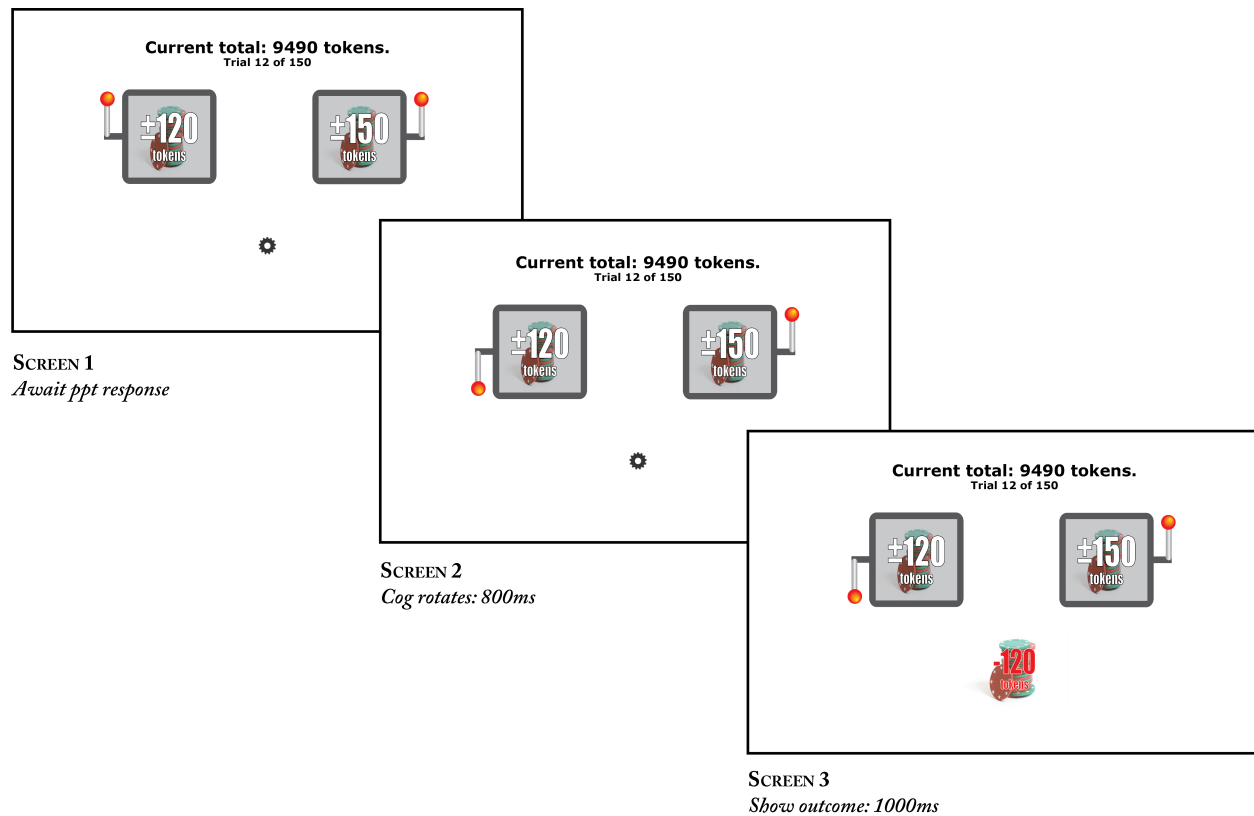 Current total: 9490 tokens.
Trial 12 of 150
±120
tokens
±150
tokens
SCREEN 1
Await ppt response
Current total: 9490 tokens.
Trial 12 of 150
±120
tokens
±150
tokens
SCREEN 2
Cog rotates: 800ms
Current total: 9490 tokens.
Trial 12 of 150
±120
tokens
±150
tokens
-120
tokens
SCREEN 3
Show outcome: 1000ms